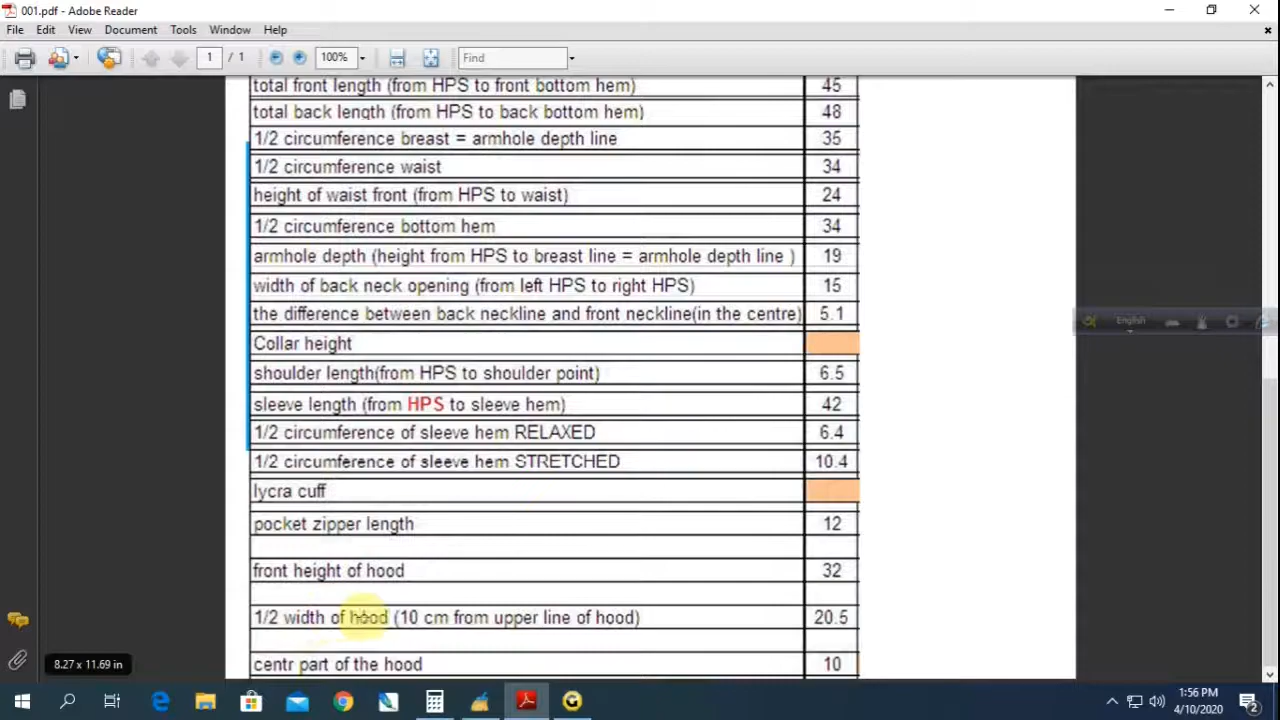 001.pdf - Adobe Reader
File Edit View Document Tools Window Help
1 / 1 100% Find
total front length (from HPS to front bottom hem) 45
total back length (from HPS to back bottom hem) 48
1/2 circumference breast = armhole depth line 35
1/2 circumference waist 34
height of waist front (from HPS to waist) 24
1/2 circumference bottom hem 34
armhole depth (height from HPS to breast line = armhole depth line ) 19
width of back neck opening (from left HPS to right HPS) 15
the difference between back neckline and front neckline(in the centre) 5.1
English
Collar height
shoulder length(from HPS to shoulder point) 6.5
sleeve length (from HPS to sleeve hem) 42
1/2 circumference of sleeve hem RELAXED 6.4
1/2 circumference of sleeve hem STRETCHED 10.4
lycra cuff
pocket zipper length 12
front height of hood 32
1/2 width of hood (10 cm from upper line of hood) 20.5
centr part of the hood 10
8.27 x 11.69 in
1:56 PM
4/10/2020
2